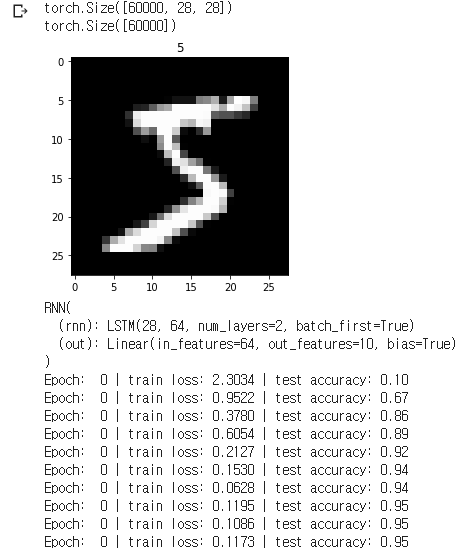 torch.Size([60000, 28, 28])
torch.Size([60000])
5
0
5
10
15
20
25
0 5 10 15 20 25
RNN(
(rnn): LSTM(28, 64, num_layers=2, batch_first=True)
(out): Linear(in_features=64, out_features=10, bias=True)
)
Epoch: 0 | train loss: 2.3034 | test accuracy: 0.10
Epoch: 0 | train loss: 0.9522 | test accuracy: 0.67
Epoch: 0 | train loss: 0.3780 | test accuracy: 0.86
Epoch: 0 | train loss: 0.6054 | test accuracy: 0.89
Epoch: 0 | train loss: 0.2127 | test accuracy: 0.92
Epoch: 0 | train loss: 0.1530 | test accuracy: 0.94
Epoch: 0 | train loss: 0.0628 | test accuracy: 0.94
Epoch: 0 | train loss: 0.1195 | test accuracy: 0.95
Epoch: 0 | train loss: 0.1086 | test accuracy: 0.95
Epoch: 0 | train loss: 0.1173 | test accuracy: 0.95